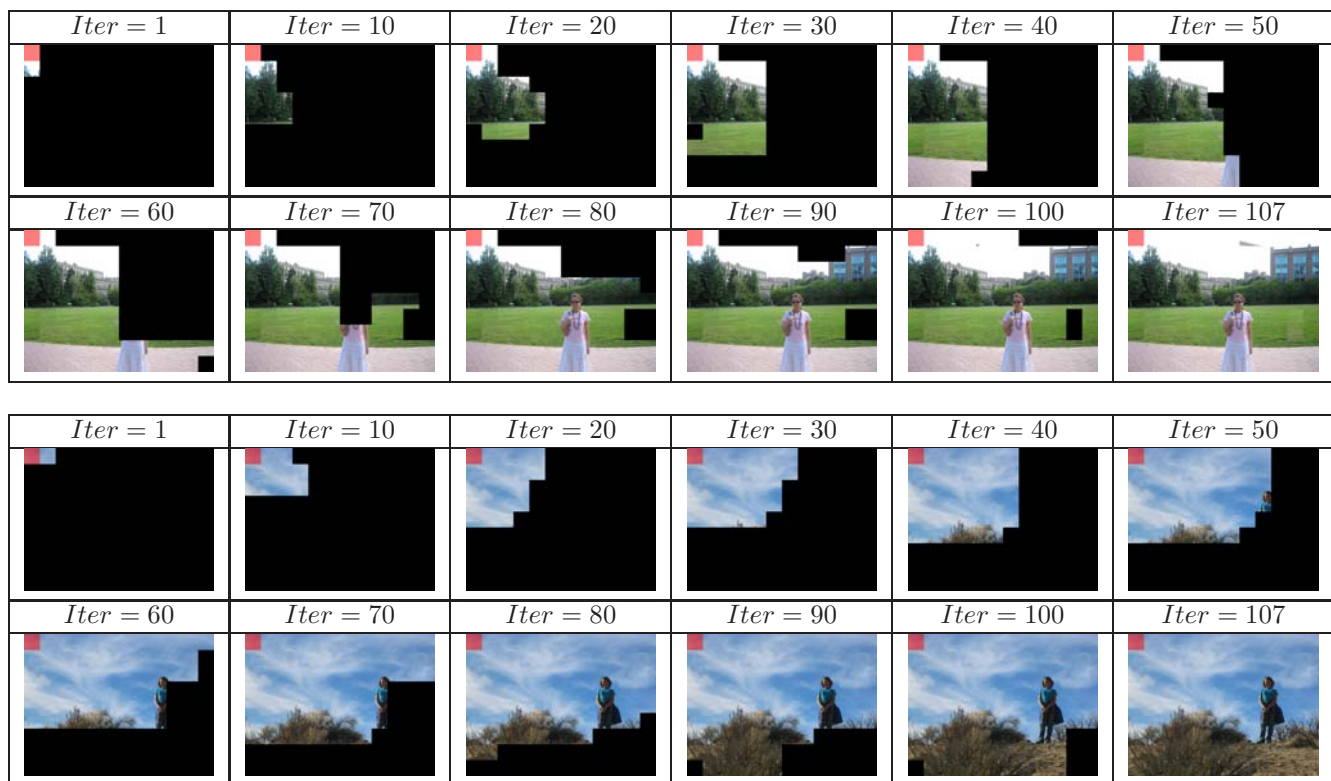 Iter = 1 Iter = 10 Iter = 20 Iter = 30 Iter = 40 Iter = 50
Iter = 60 Iter = 70 Iter = 80 Iter = 90 Iter = 100 Iter = 107
Iter = 1 Iter = 10 Iter = 20 Iter = 30 Iter = 40 Iter = 50
Iter = 60 Iter = 70 Iter = 80 Iter = 90 Iter = 100 Iter = 107